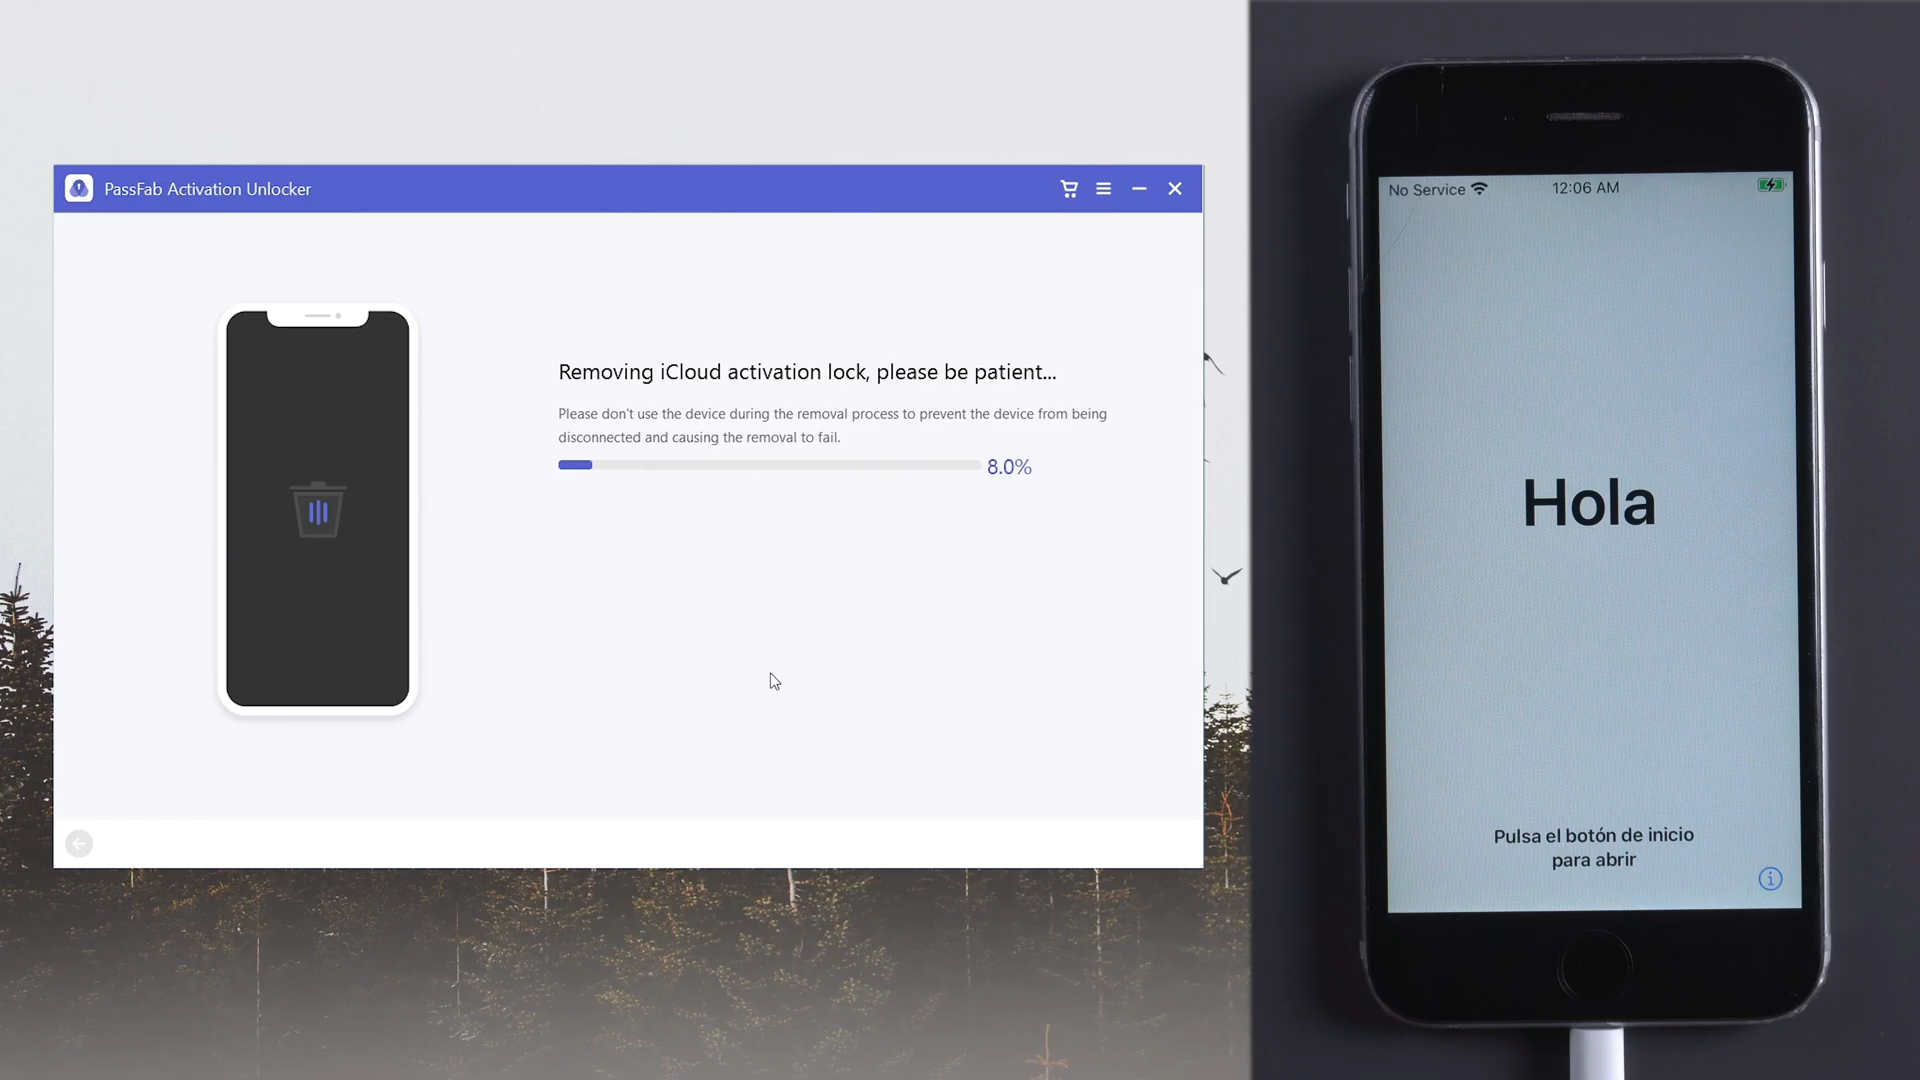 PassFab Activation Unlocker
Removing iCloud activation lock, please be patient...
Please don't use the device during the removal process to prevent the device from being
disconnected and causing the removal to fail.
8.0%
No Service
12:06 AM
Hola
Pulsa el botón de inicio
para abrir